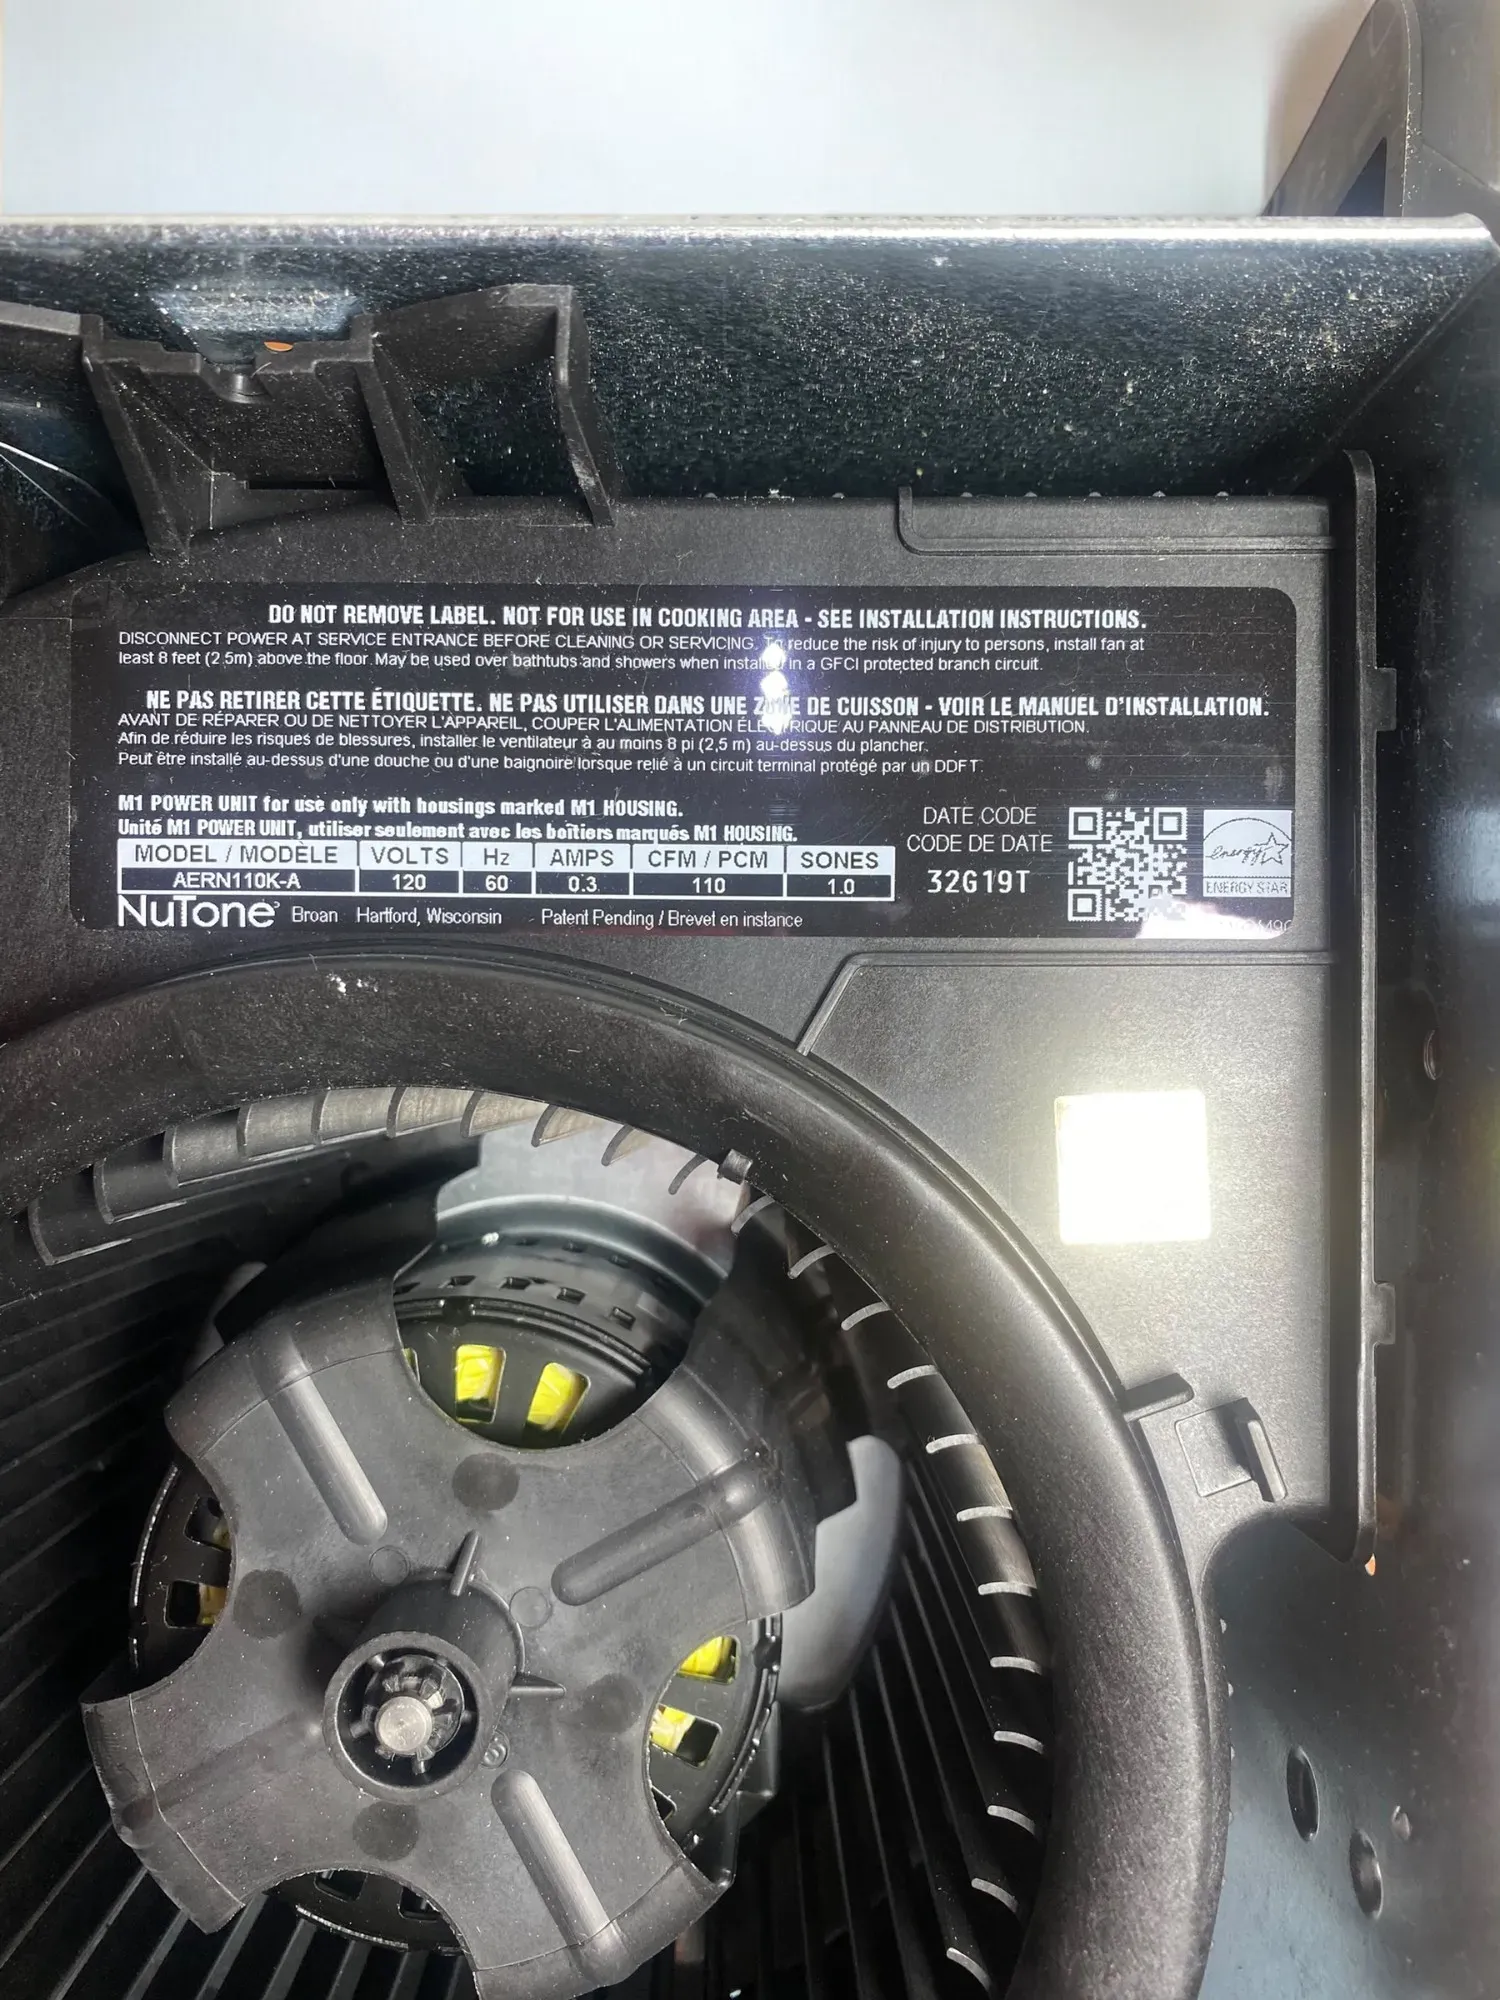 DO NOT REMOVE LABEL. NOT FOR USE IN COOKING AREA - SEE INSTALLATION INSTRUCTIONS.
DISCONNECT POWER AT SERVICE ENTRANCE BEFORE CLEANING OR SERVICING. To reduce the risk of injury to persons, install fan at
least 8 feet (2.5m) above the floor. May be used over bathtubs and showers when installed in a GFCI protected branch circuit.
NE PAS RETIRER CETTE ÉTIQUETTE. NE PAS UTILISER DANS UNE ZONE DE CUISSON - VOIR LE MANUEL D'INSTALLATION.
AVANT DE RÉPARER OU DE NETTOYER L'APPAREIL, COUPER L'ALIMENTATION ÉLECTRIQUE AU PANNEAU DE DISTRIBUTION.
Afin de réduire les risques de blessures, installer le ventilateur à au moins 8 pi (2,5 m) au-dessus du plancher.
Peut être installé au-dessus d'une douche ou d'une baignoire lorsque relié à un circuit terminal protégé par un DDFT.
M1 POWER UNIT for use only with housings marked M1 HOUSING.
Unité M1 POWER UNIT, utiliser seulement avec les boîtiers marqués M1 HOUSING.
MODEL / MODÈLE VOLTS Hz AMPS CFM / PCM SONES
AERN110K-A 120 60 0.3 110 1.0
NuTone Broan Hartford, Wisconsin Patent Pending / Brevet en instance
DATE CODE
CODE DE DATE
32G19T
energy
ENERGY STAR